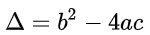 Δ = b² − 4ac